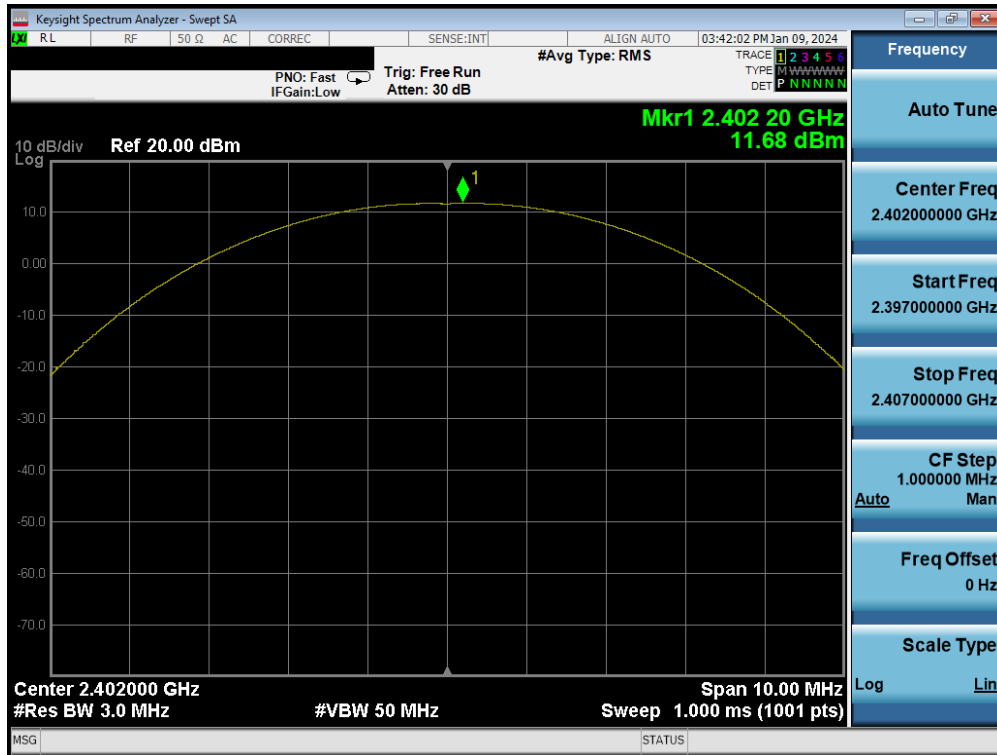 Keysight Spectrum Analyzer - Swept SA
LXI RL RF 50 Ω AC CORREC SENSE:INT ALIGN AUTO 03:42:02 PM Jan 09, 2024
#Avg Type: RMS
TRACE 1 2 3 4 5 6
PNO: Fast Trig: Free Run
TYPE M WWWWW
IFGain:Low Atten: 30 dB
DET P N N N N N
Mkr1 2.402 20 GHz
11.68 dBm
10 dB/div Ref 20.00 dBm
Log
1
10.0
0.00
-10.0
-20.0
-30.0
-40.0
-50.0
-60.0
-70.0
Center 2.402000 GHz Span 10.00 MHz
#Res BW 3.0 MHz #VBW 50 MHz Sweep 1.000 ms (1001 pts)
MSG STATUS
Frequency
Auto Tune
Center Freq
2.402000000 GHz
Start Freq
2.397000000 GHz
Stop Freq
2.407000000 GHz
CF Step
1.000000 MHz
Auto Man
Freq Offset
0 Hz
Scale Type
Log Lin